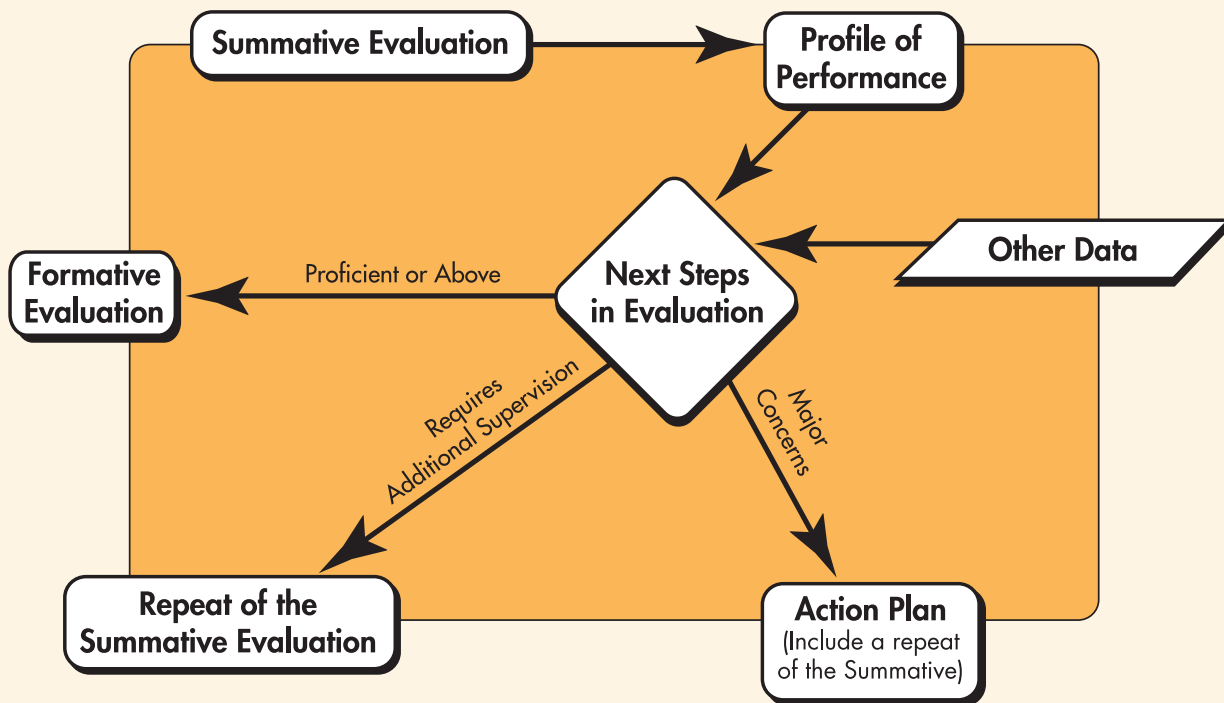 Summative Evaluation
Profile of
Performance
Other Data
Next Steps
in Evaluation
Proficient or Above
Formative
Evaluation
Requires
Additional Supervision
Major
Concerns
Repeat of the
Summative Evaluation
Action Plan
(Include a repeat
of the Summative)